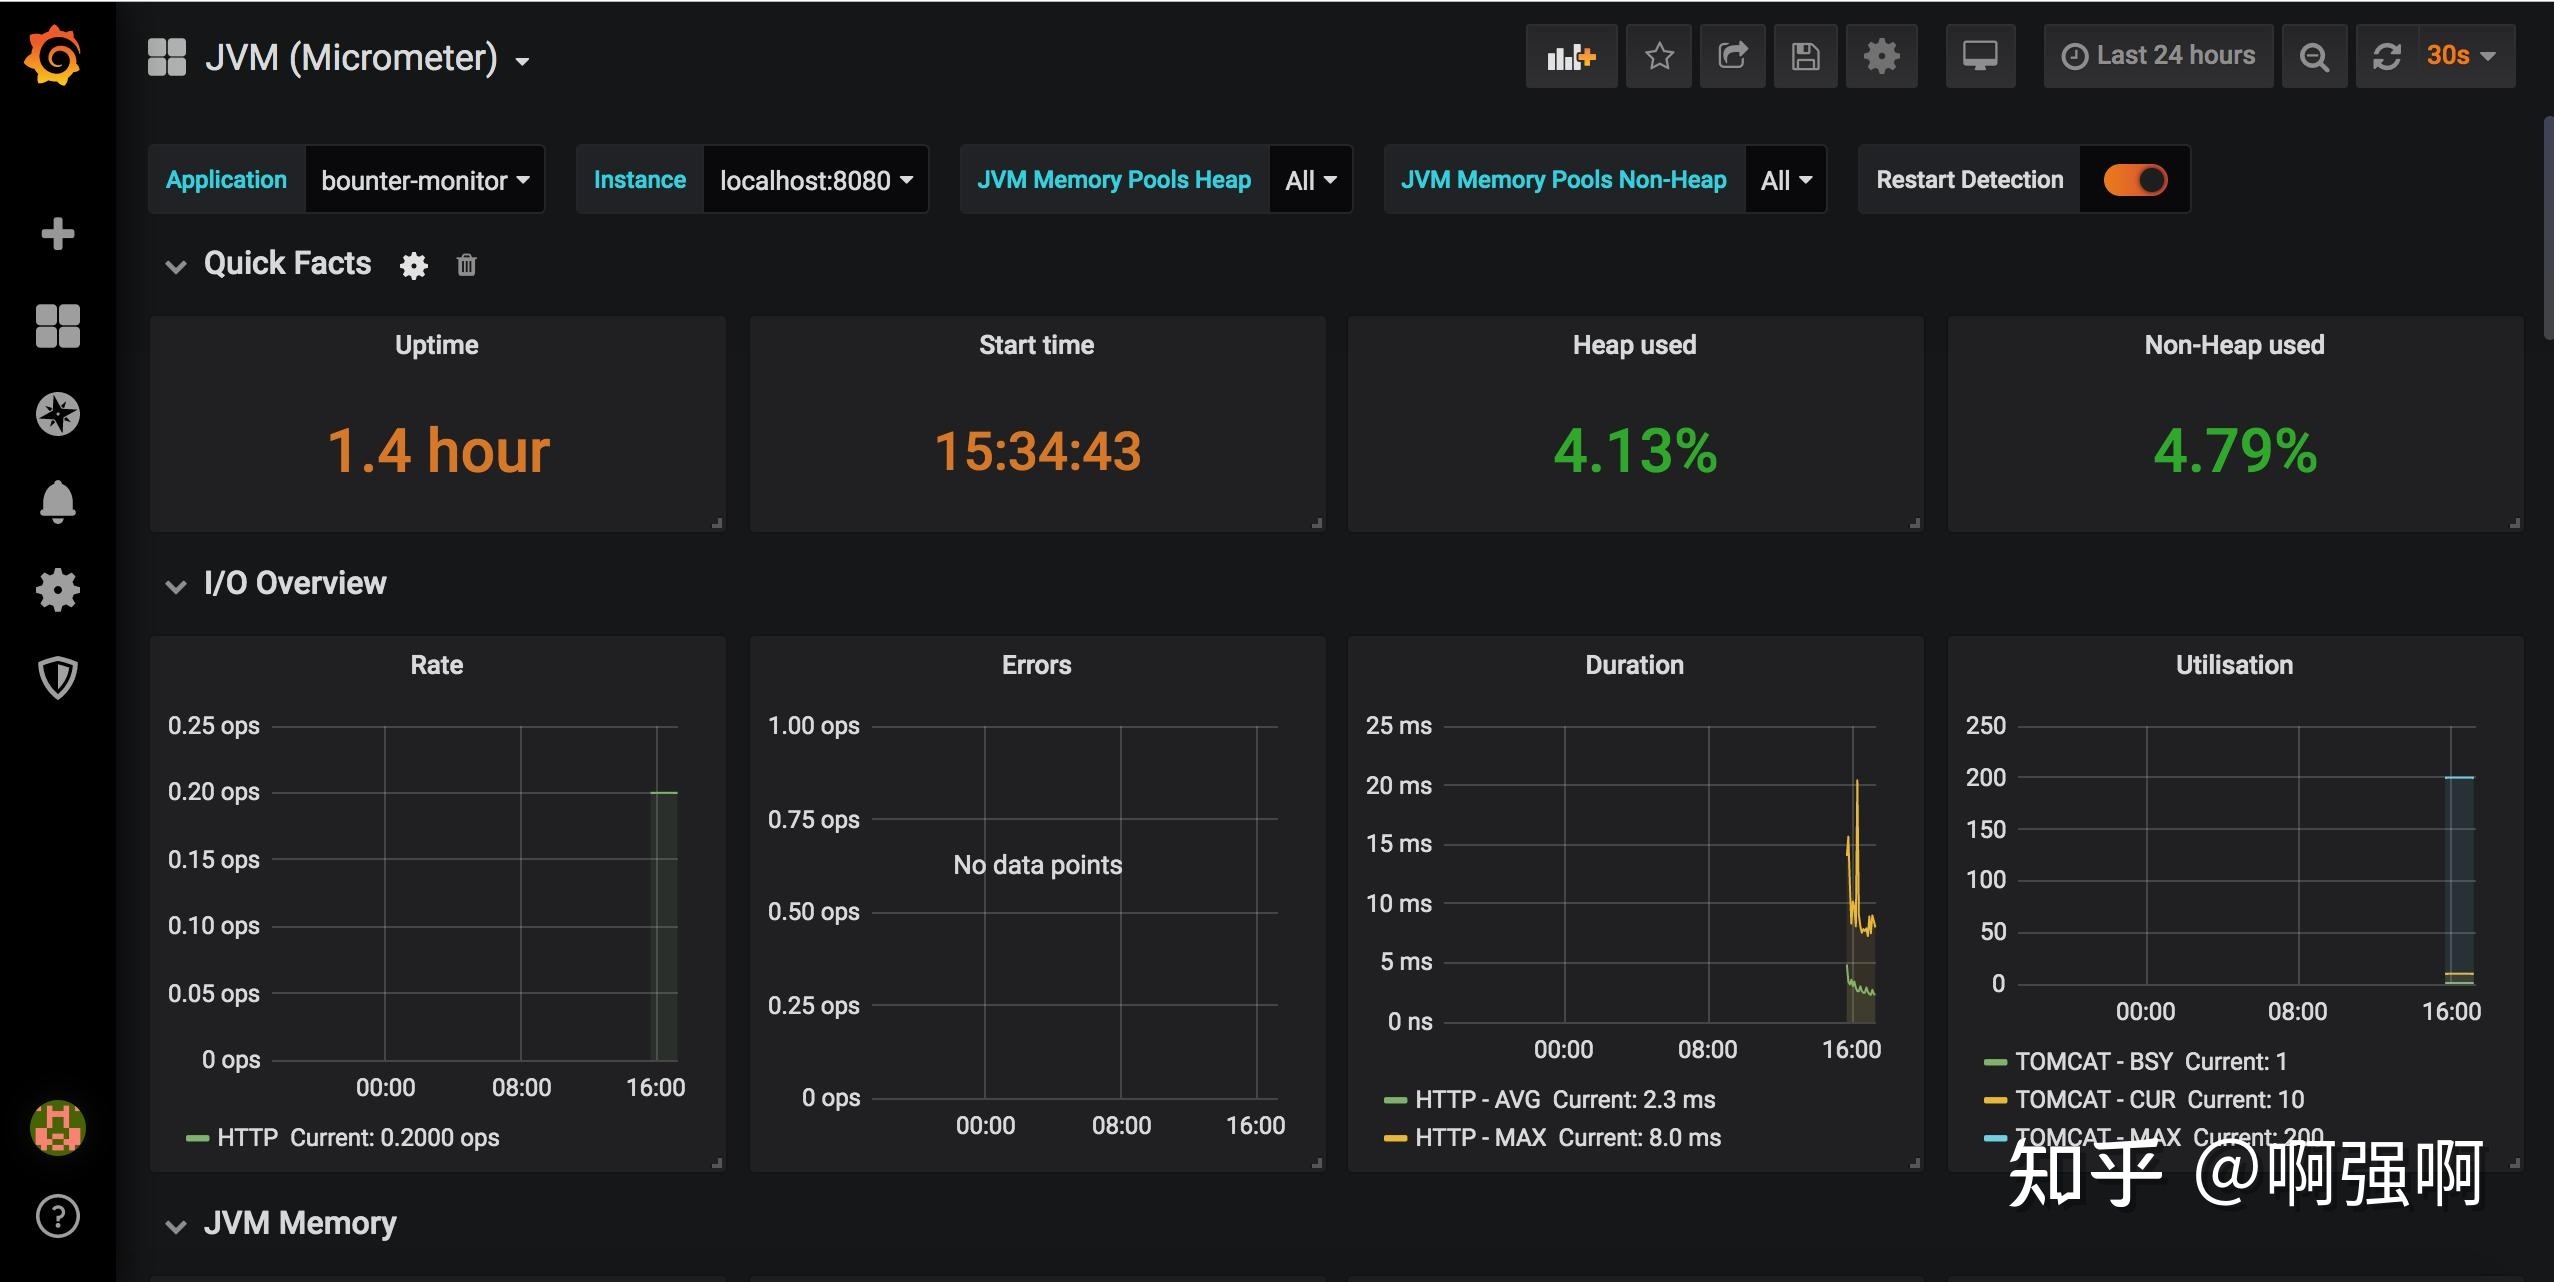 JVM (Micrometer)
Last 24 hours
30s
Application bounter-monitor
Instance localhost:8080
JVM Memory Pools Heap All
JVM Memory Pools Non-Heap All
Restart Detection
Quick Facts
Uptime
1.4 hour
Start time
15:34:43
Heap used
4.13%
Non-Heap used
4.79%
I/O Overview
Rate
0.25 ops
0.20 ops
0.15 ops
0.10 ops
0.05 ops
0 ops
00:00 08:00 16:00
HTTP Current: 0.2000 ops
Errors
1.00 ops
0.75 ops
No data points
0.50 ops
0.25 ops
0 ops
00:00 08:00 16:00
Duration
25 ms
20 ms
15 ms
10 ms
5 ms
0 ns
00:00 08:00 16:00
HTTP - AVG Current: 2.3 ms
HTTP - MAX Current: 8.0 ms
Utilisation
250
200
150
100
50
0
00:00 08:00 16:00
TOMCAT - BSY Current: 1
TOMCAT - CUR Current: 10
TOMCAT - MAX Current: 200
知乎 @啊强啊
JVM Memory